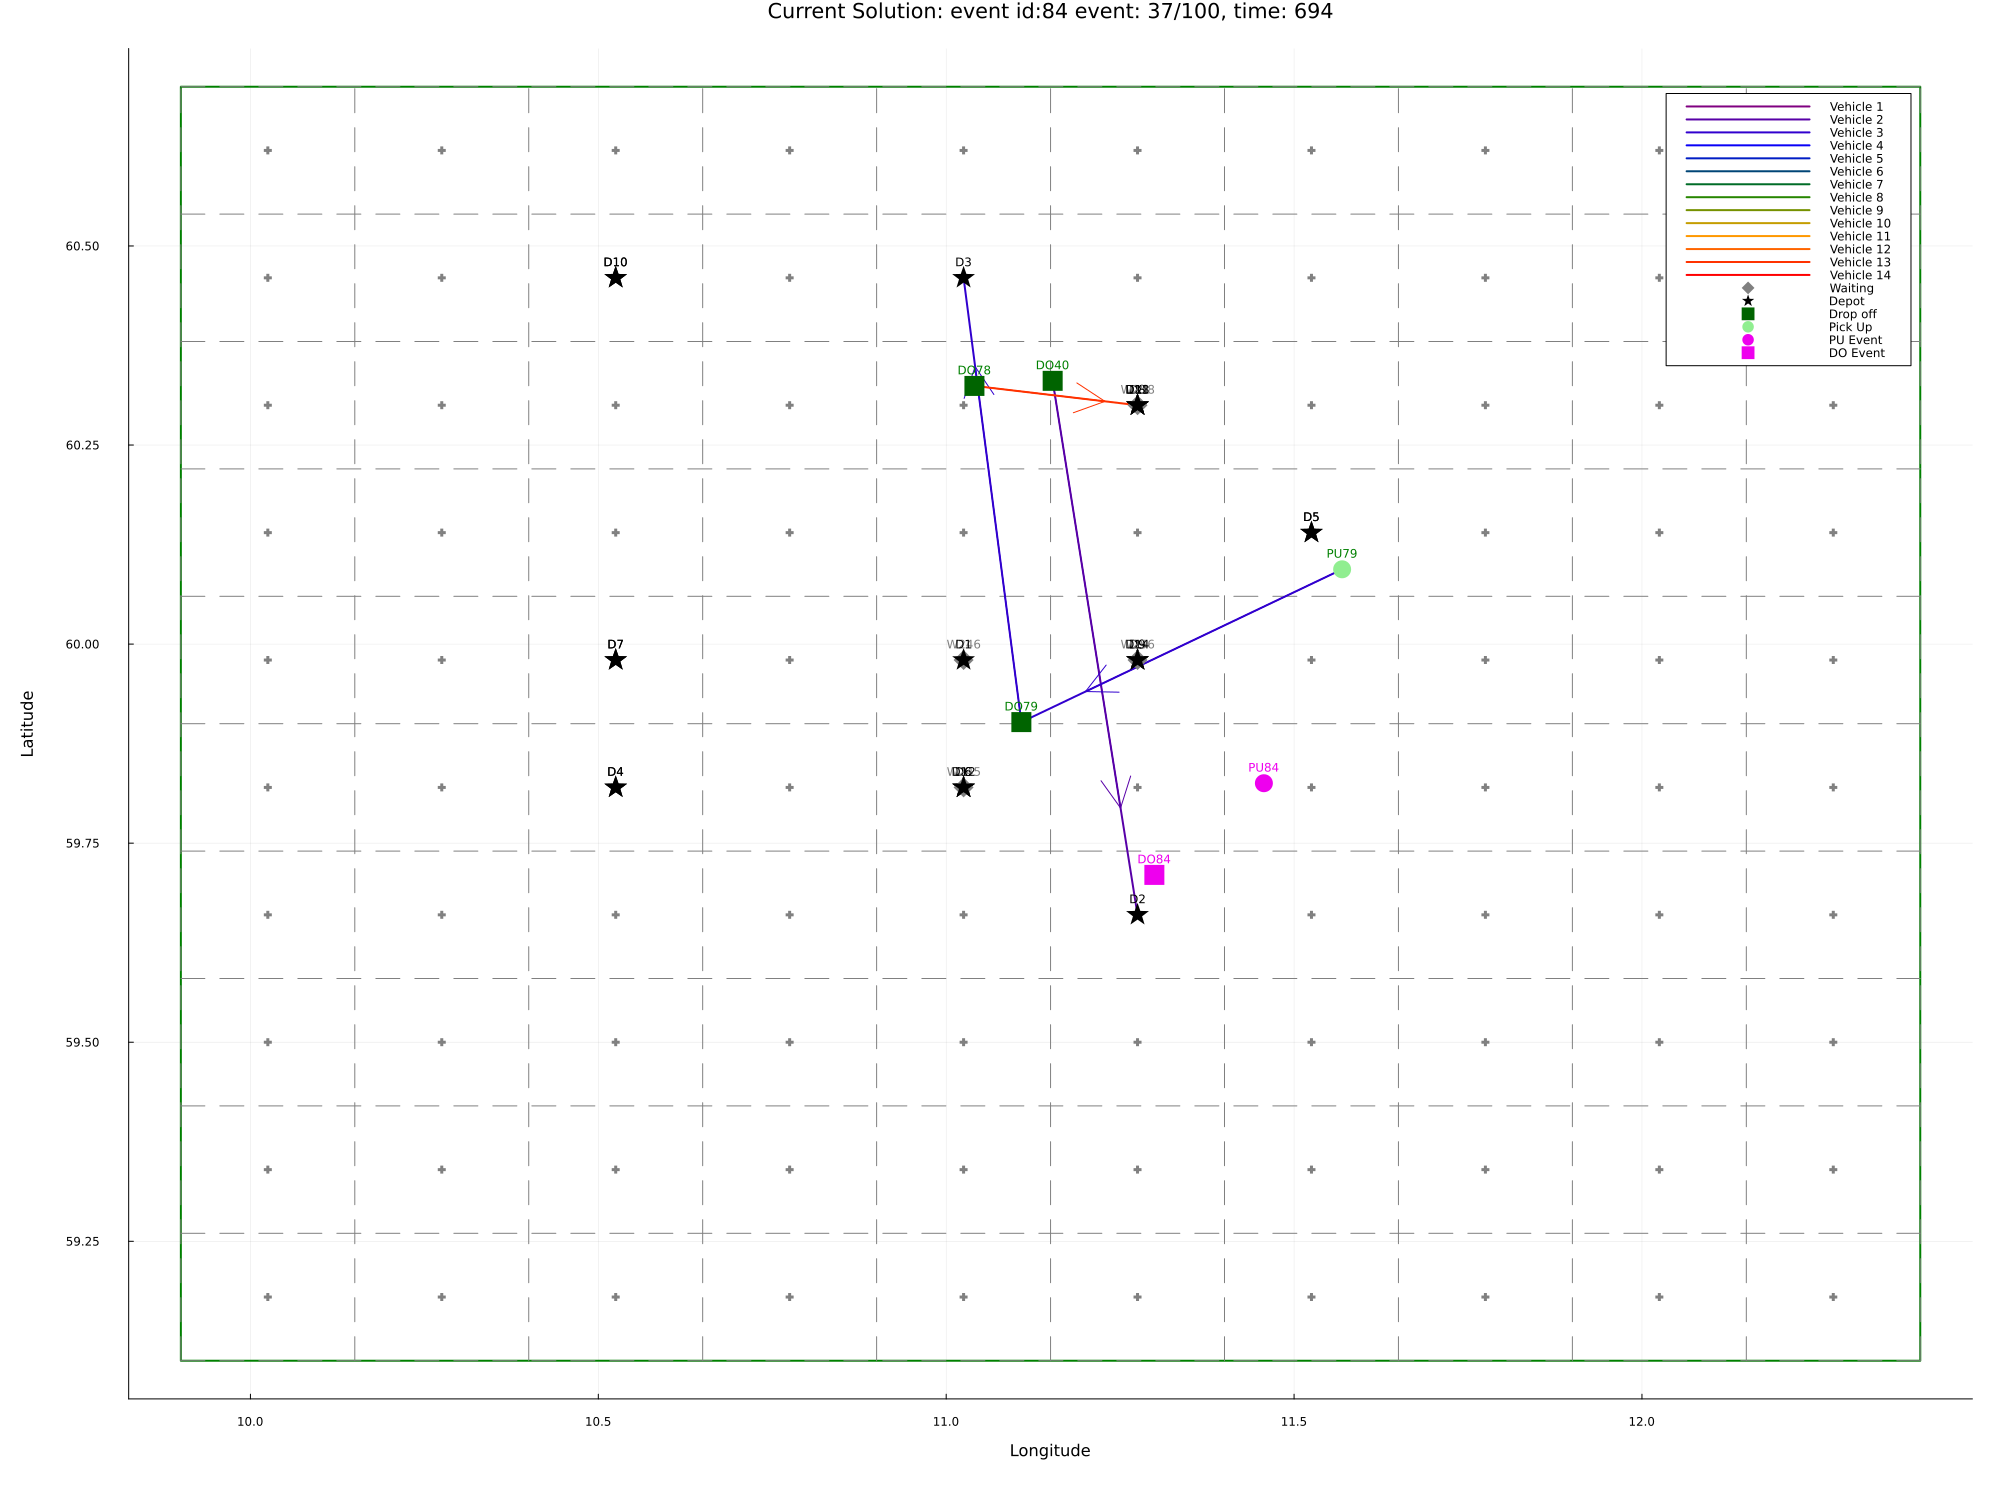 Current Solution: event id:84 event: 37/100, time: 694
Vehicle 1
Vehicle 2
Vehicle 3
Vehicle 4
Vehicle 5
Vehicle 6
Vehicle 7
Vehicle 8
Vehicle 9
Vehicle 10
Vehicle 11
Vehicle 12
Vehicle 13
Vehicle 14
Waiting
Depot
Drop off
Pick Up
PU Event
DO Event
60.50
D10
D3
DO78
DO40
60.25
D5
PU79
60.00
D7
D1
DO79
D4
PU84
59.75
DO84
D2
59.50
59.25
10.0
10.5
11.0
11.5
12.0
Longitude
Latitude